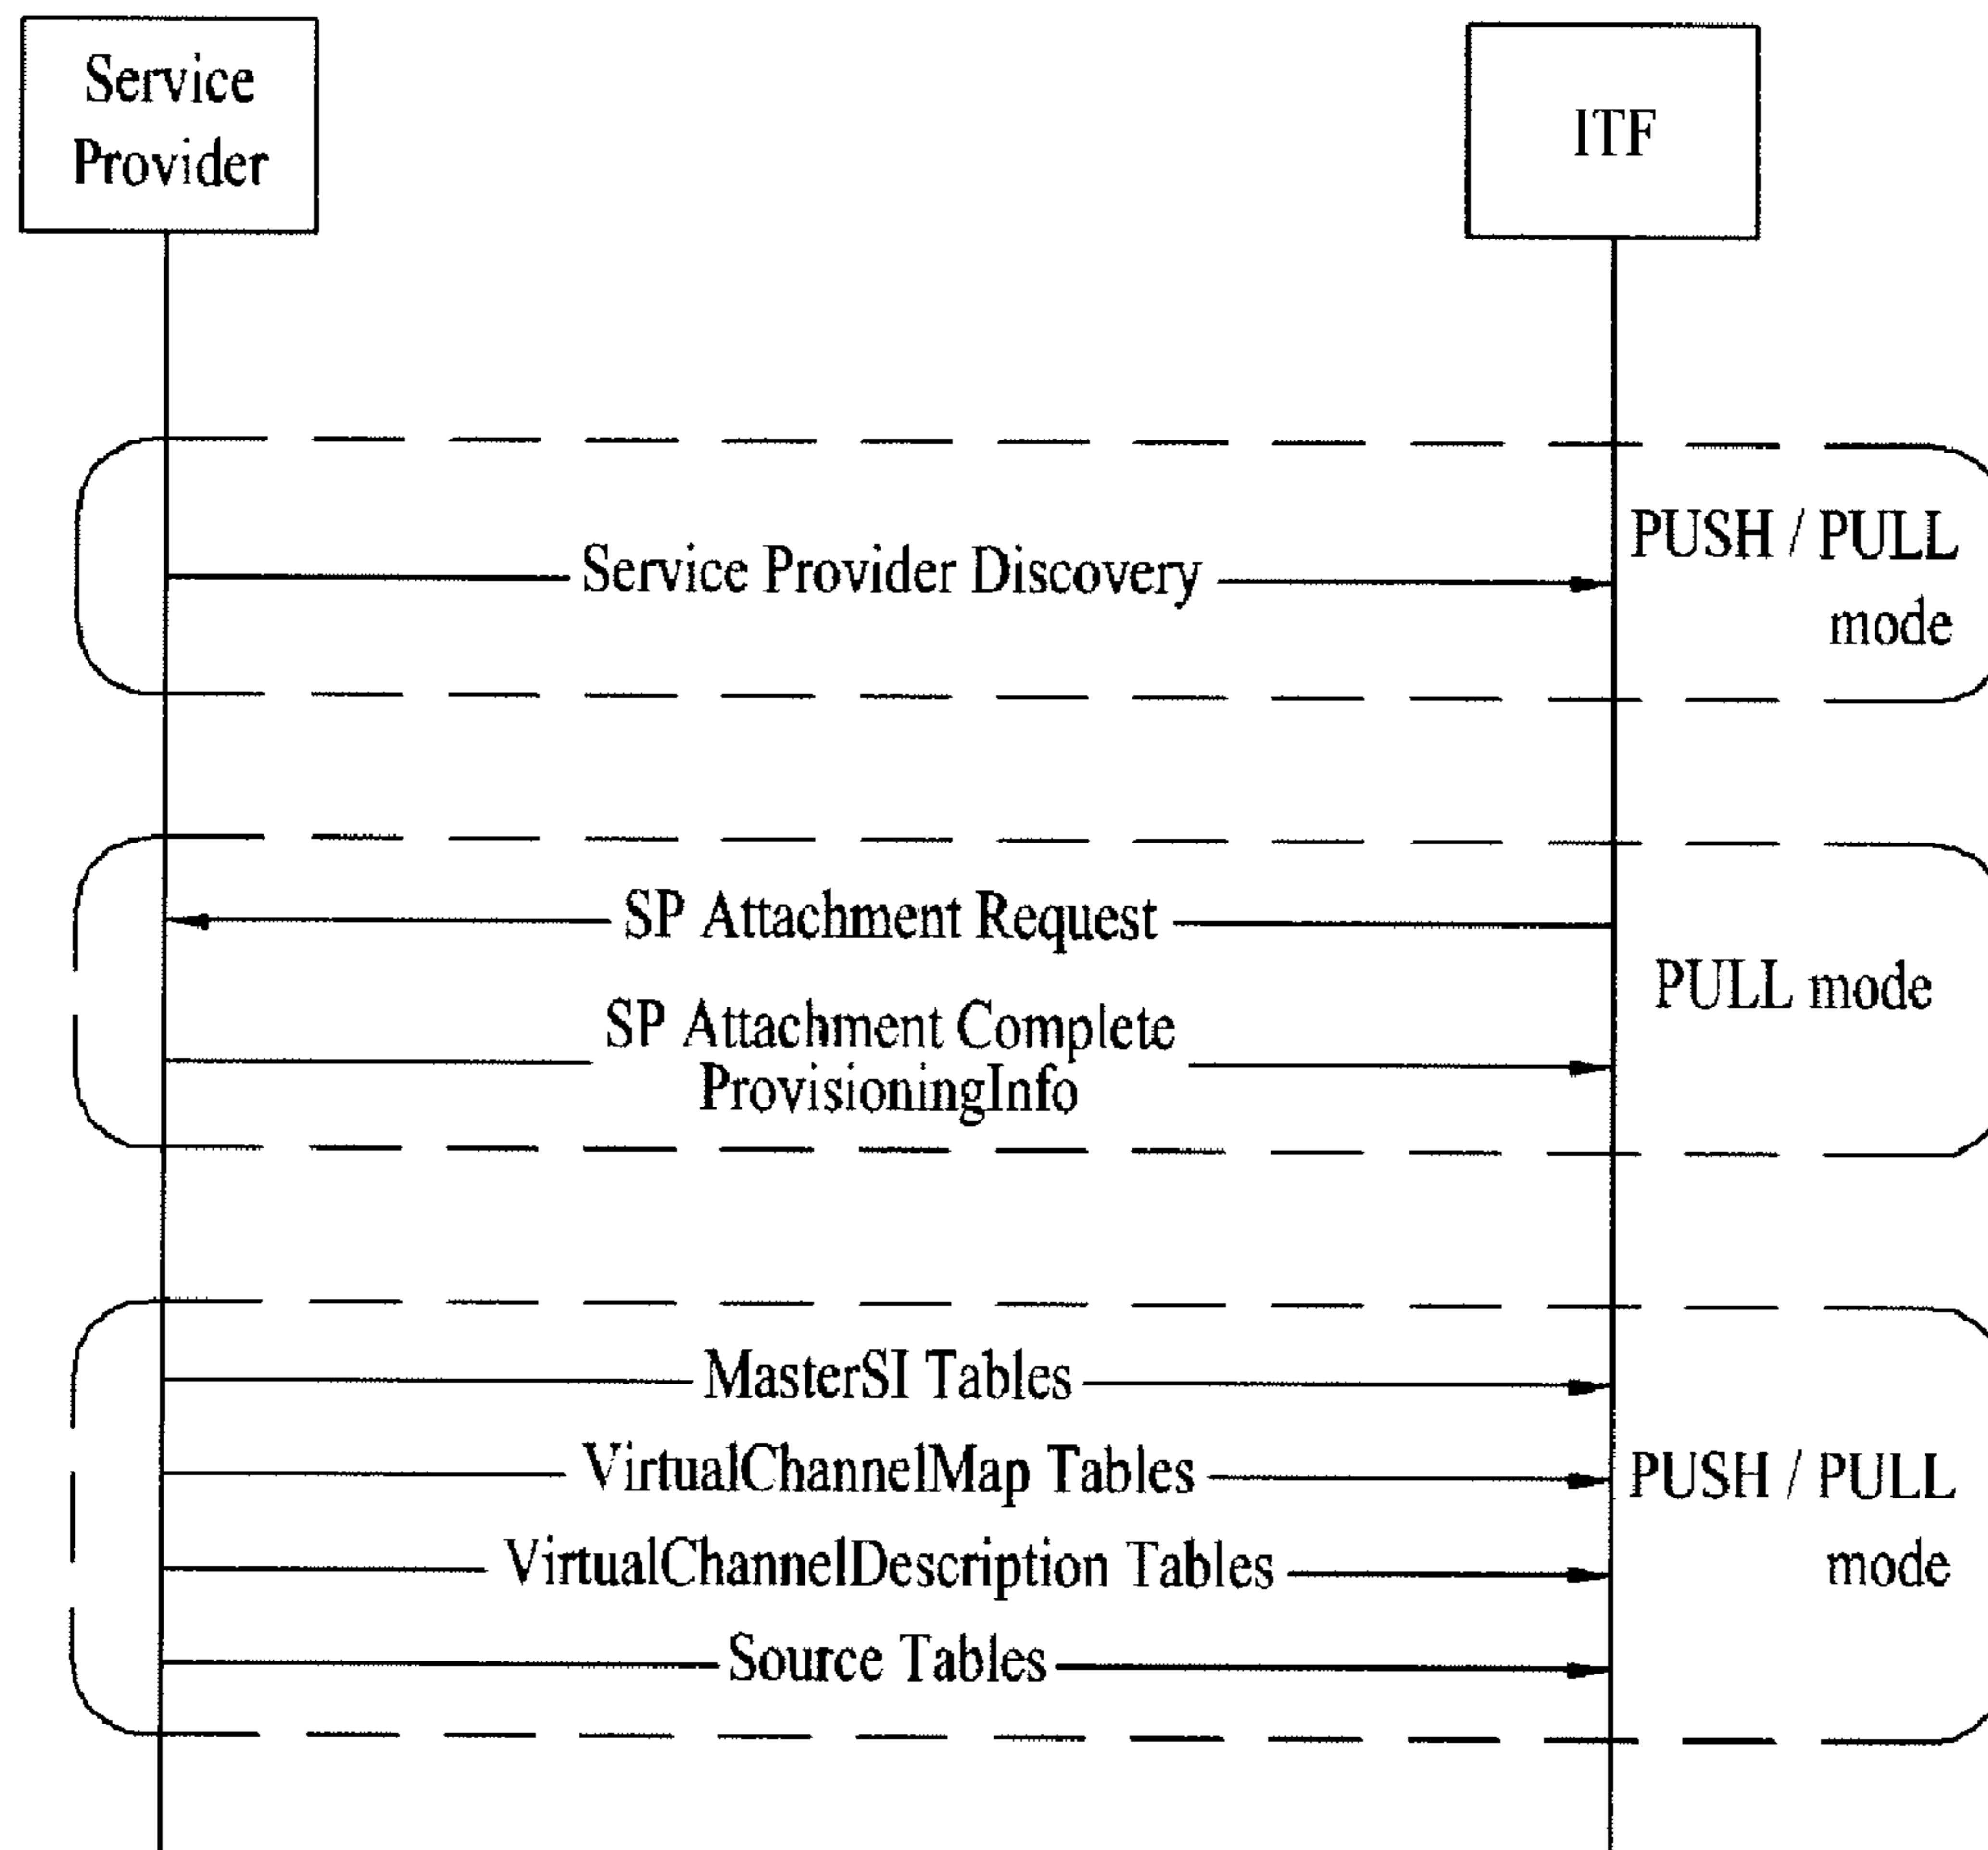 Service
Provider
ITF
PUSH / PULL
mode
Service Provider Discovery
SP Attachment Request
PULL mode
SP Attachment Complete
ProvisioningInfo
MasterSI Tables
VirtualChannelMap Tables
PUSH / PULL
mode
VirtualChannelDescription Tables
Source Tables